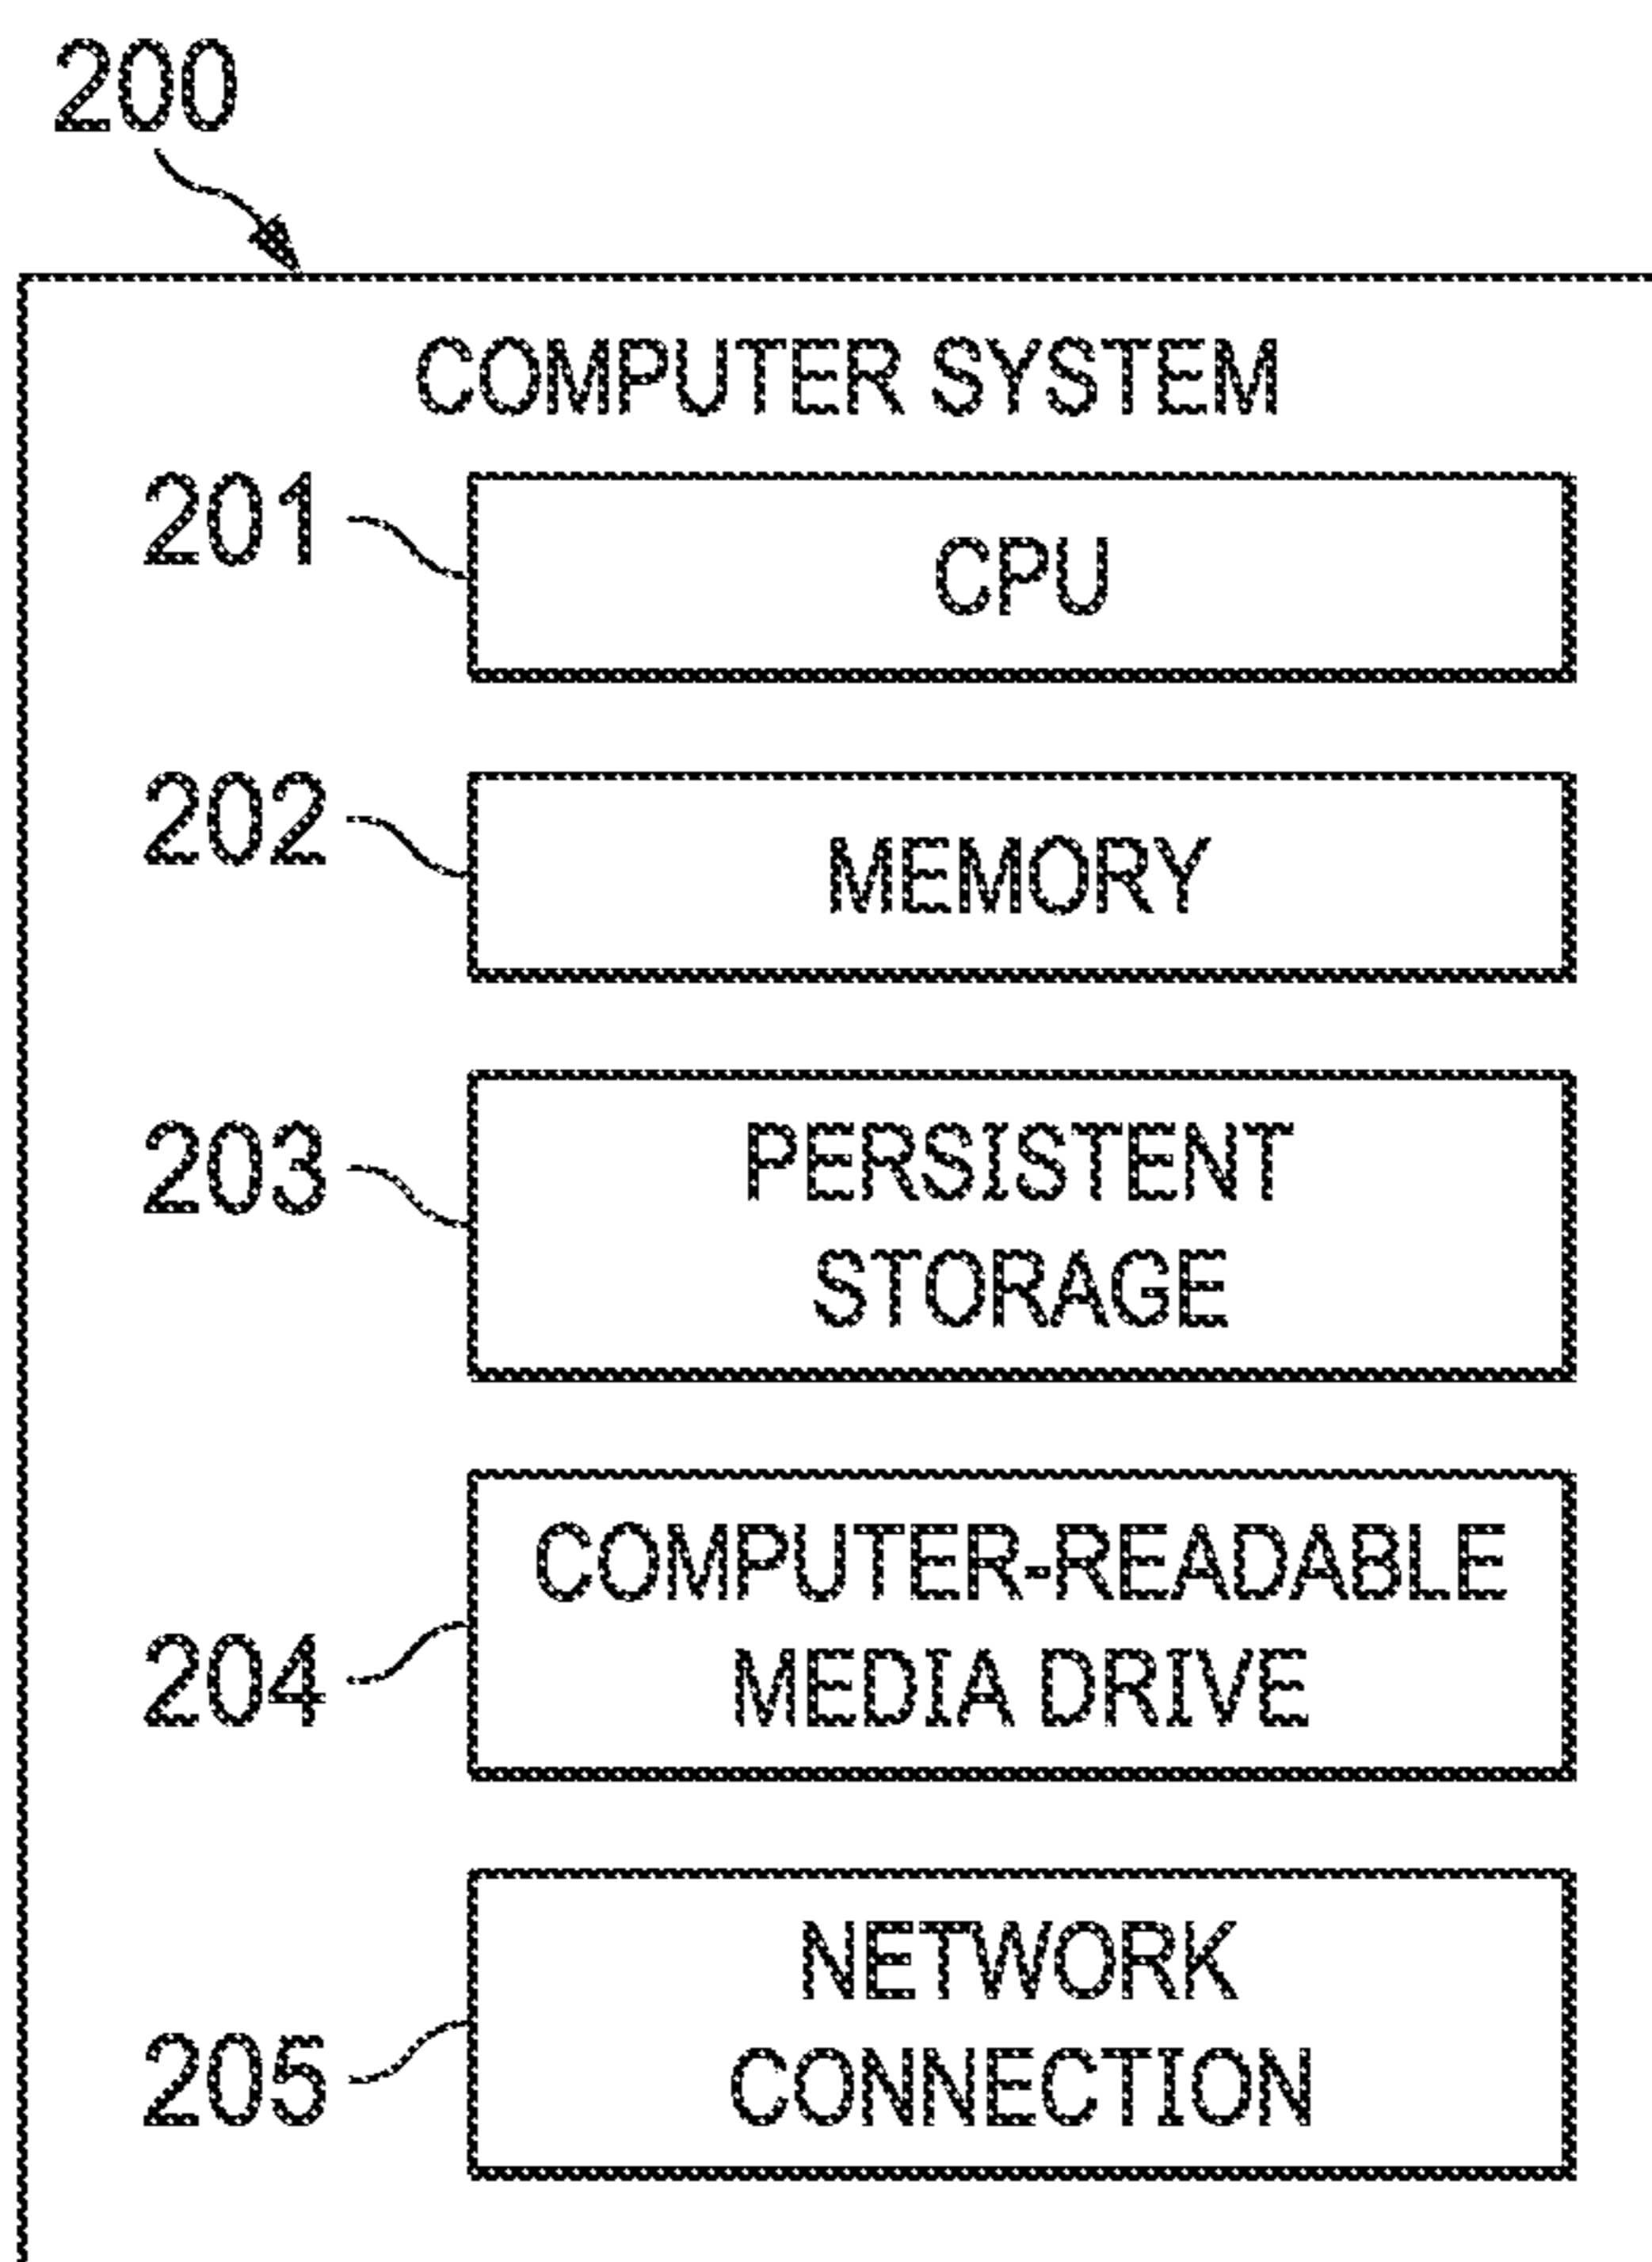 200
COMPUTER SYSTEM
201
CPU
202
MEMORY
203
PERSISTENT
STORAGE
204
COMPUTER-READABLE
MEDIA DRIVE
205
NETWORK
CONNECTION